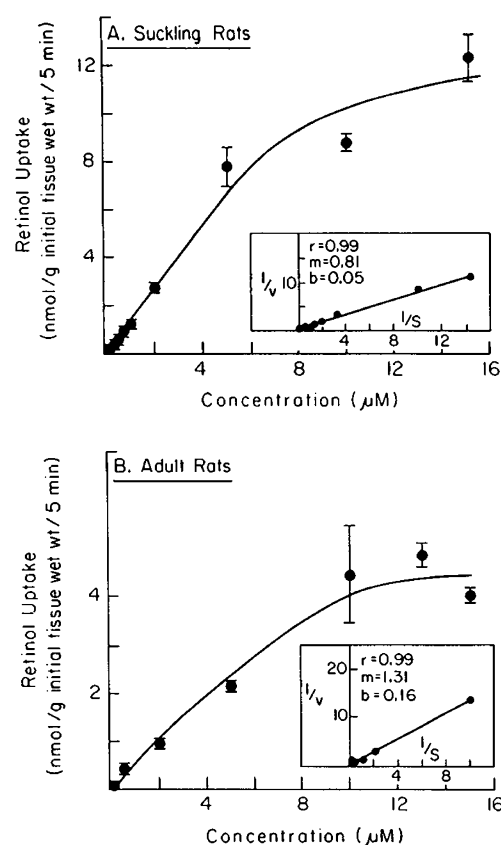 A. Suckling Rats
Retinol Uptake
(nmol/g initial tissue wet wt/5 min)
12
8
4
r=0.99
m=0.81
b=0.05
1/v 10
1/S
4 8 12
4 8 12 16
Concentration (μM)
B. Adult Rats
Retinol Uptake
(nmol/g initial tissue wet wt/5 min)
4
2
20
r=0.99
m=1.31
b=0.16
1/v
10
1/S
4 8
4 8 12 16
Concentration (μM)